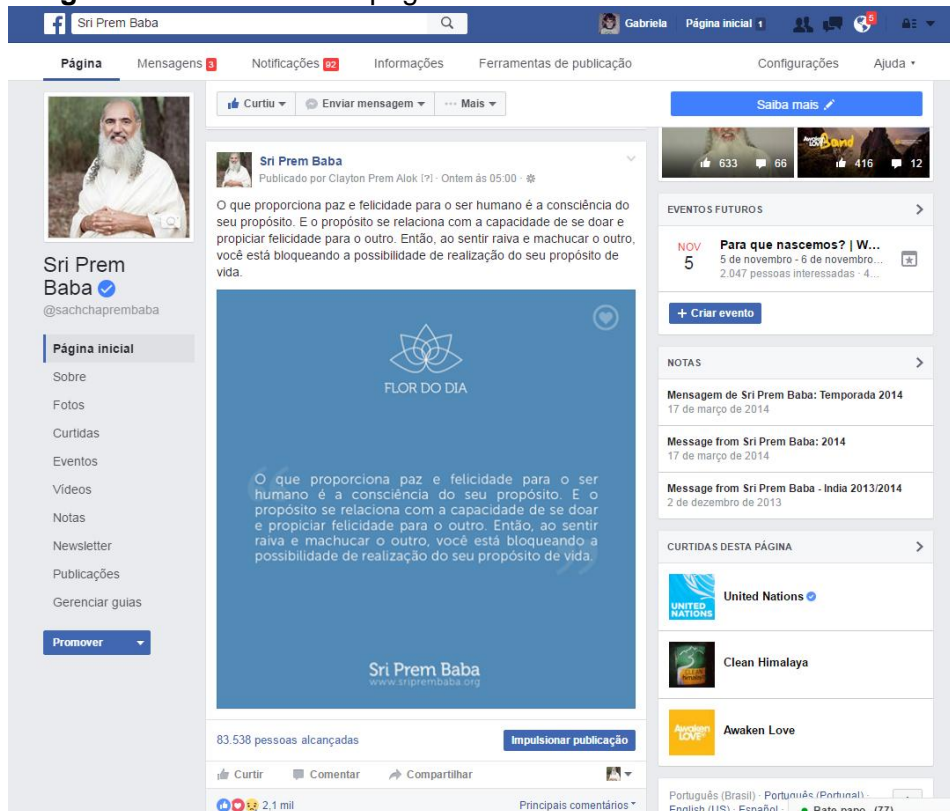 Sri Prem Baba
Gabriela Página inicial 1
5
Página Mensagens 3 Notificações 92 Informações Ferramentas de publicação Configurações Ajuda
Curtiu Enviar mensagem Mais
Saiba mais
Sri Prem Baba
@sachchaprembaba
Página inicial
Sobre
Fotos
Curtidas
Eventos
Vídeos
Notas
Newsletter
Publicações
Gerenciar guias
Promover
Sri Prem Baba
Publicado por Clayton Prem Alok [?] · Ontem às 05:00 ·
O que proporciona paz e felicidade para o ser humano é a consciência do
seu propósito. E o propósito se relaciona com a capacidade de se doar e
propiciar felicidade para o outro. Então, ao sentir raiva e machucar o outro,
você está bloqueando a possibilidade de realização do seu propósito de
vida.
FLOR DO DIA
O que proporciona paz e felicidade para o ser
humano é a consciência do seu propósito. E o
propósito se relaciona com a capacidade de se doar
e propiciar felicidade para o outro. Então, ao sentir
raiva e machucar o outro, você está bloqueando a
possibilidade de realização do seu propósito de vida.
Sri Prem Baba
www.sriprembaba.org
83.538 pessoas alcançadas
Impulsionar publicação
Curtir Comentar Compartilhar
2,1 mil
Principais comentários
633 66
Band
416 12
EVENTOS FUTUROS
NOV
5
Para que nascemos? | W...
5 de novembro - 6 de novembro...
2.047 pessoas interessadas · 4...
+ Criar evento
NOTAS
Mensagem de Sri Prem Baba: Temporada 2014
17 de março de 2014
Message from Sri Prem Baba: 2014
17 de março de 2014
Message from Sri Prem Baba - India 2013/2014
2 de dezembro de 2013
CURTIDAS DESTA PÁGINA
UNITED
NATIONS
United Nations
Clean Himalaya
Awaken
LOVE
Awaken Love
Português (Brasil) · Português (Portugal) ·
English (US) · Español ·